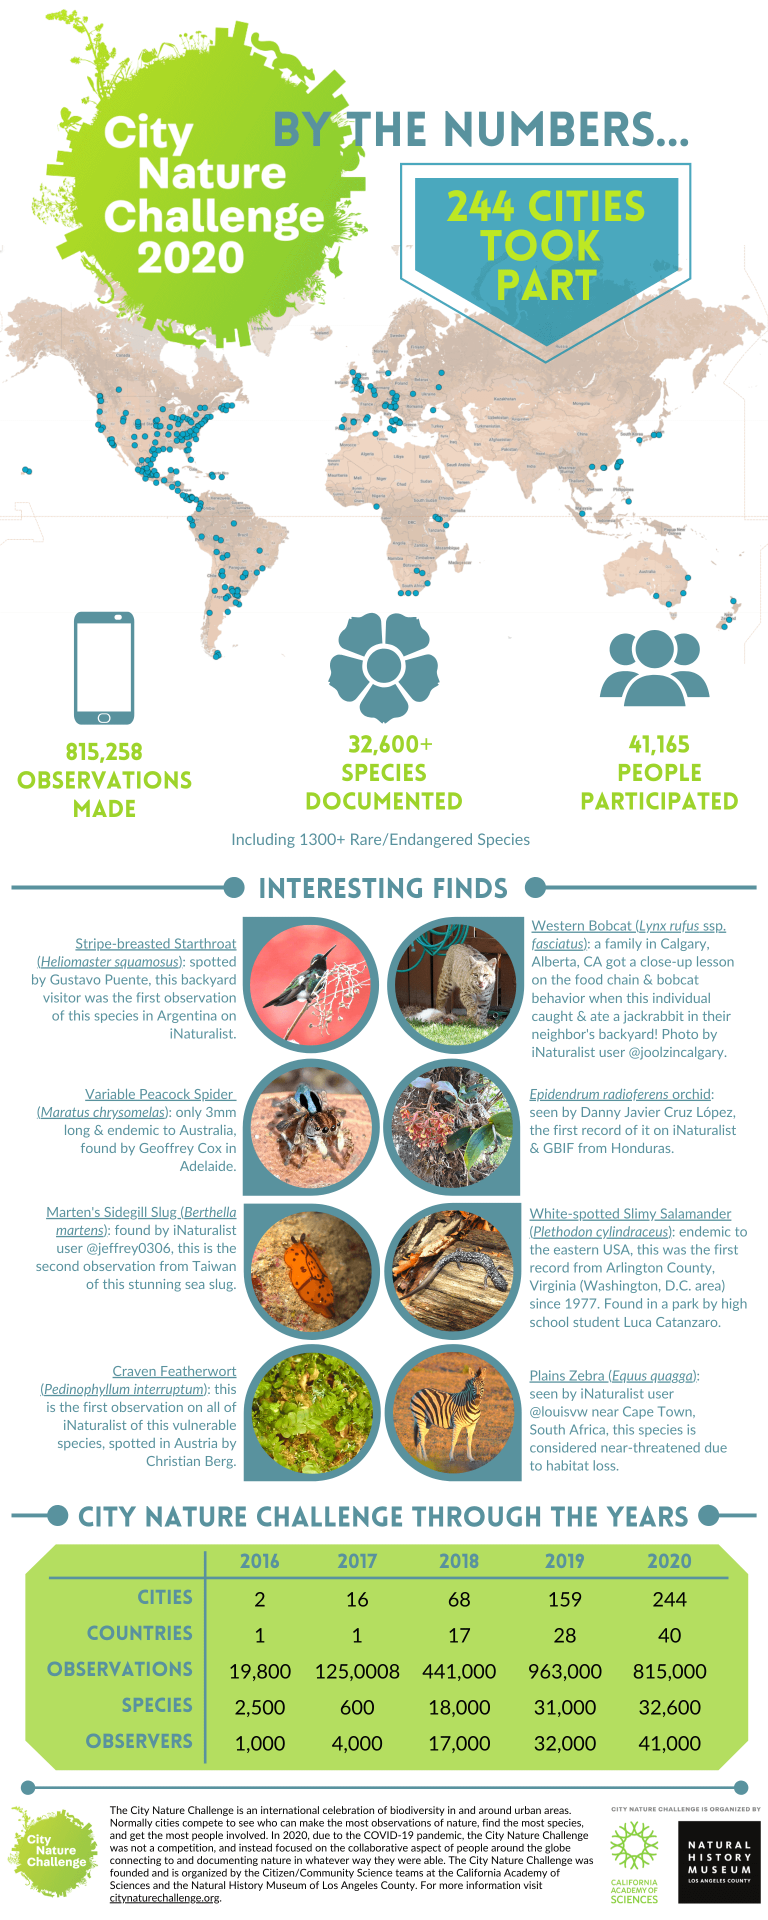 City
Nature
Challenge
2020
BY THE NUMBERS...
244 CITIES
TOOK
PART
815,258
OBSERVATIONS
MADE
32,600+
SPECIES
DOCUMENTED
41,165
PEOPLE
PARTICIPATED
Including 1300+ Rare/Endangered Species
INTERESTING FINDS
Stripe-breasted Starthroat
(Heliomaster squamosus): spotted
by Gustavo Puente, this backyard
visitor was the first observation
of this species in Argentina on
iNaturalist.
Western Bobcat (Lynx rufus ssp.
fasciatus): a family in Calgary,
Alberta, CA got a close-up lesson
on the food chain & bobcat
behavior when this individual
caught & ate a jackrabbit in their
neighbor's backyard! Photo by
iNaturalist user @joolzincalgary.
Variable Peacock Spider
(Maratus chrysomelas): only 3mm
long & endemic to Australia,
found by Geoffrey Cox in
Adelaide.
Epidendrum radioferens orchid:
seen by Danny Javier Cruz López,
the first record of it on iNaturalist
& GBIF from Honduras.
Marten's Sidegill Slug (Berthella
martens): found by iNaturalist
user @jeffrey0306, this is the
second observation from Taiwan
of this stunning sea slug.
White-spotted Slimy Salamander
(Plethodon cylindraceus): endemic to
the eastern USA, this was the first
record from Arlington County,
Virginia (Washington, D.C. area)
since 1977. Found in a park by high
school student Luca Catanzaro.
Craven Featherwort
(Pedinophyllum interruptum): this
is the first observation on all of
iNaturalist of this vulnerable
species, spotted in Austria by
Christian Berg.
Plains Zebra (Equus quagga):
seen by iNaturalist user
@louisvw near Cape Town,
South Africa, this species is
considered near-threatened due
to habitat loss.
CITY NATURE CHALLENGE THROUGH THE YEARS
2016 2017 2018 2019 2020
CITIES 2 16 68 159 244
COUNTRIES 1 1 17 28 40
OBSERVATIONS 19,800 125,0008 441,000 963,000 815,000
SPECIES 2,500 600 18,000 31,000 32,600
OBSERVERS 1,000 4,000 17,000 32,000 41,000
City
Nature
Challenge
The City Nature Challenge is an international celebration of biodiversity in and around urban areas.
Normally cities compete to see who can make the most observations of nature, find the most species,
and get the most people involved. In 2020, due to the COVID-19 pandemic, the City Nature Challenge
was not a competition, and instead focused on the collaborative aspect of people around the globe
connecting to and documenting nature in whatever way they were able. The City Nature Challenge was
founded and is organized by the Citizen/Community Science teams at the California Academy of
Sciences and the Natural History Museum of Los Angeles County. For more information visit
citynaturechallenge.org.
CITY NATURE CHALLENGE IS ORGANIZED BY
CALIFORNIA
ACADEMY OF
SCIENCES
NATURAL
HISTORY
MUSEUM
LOS ANGELES COUNTY